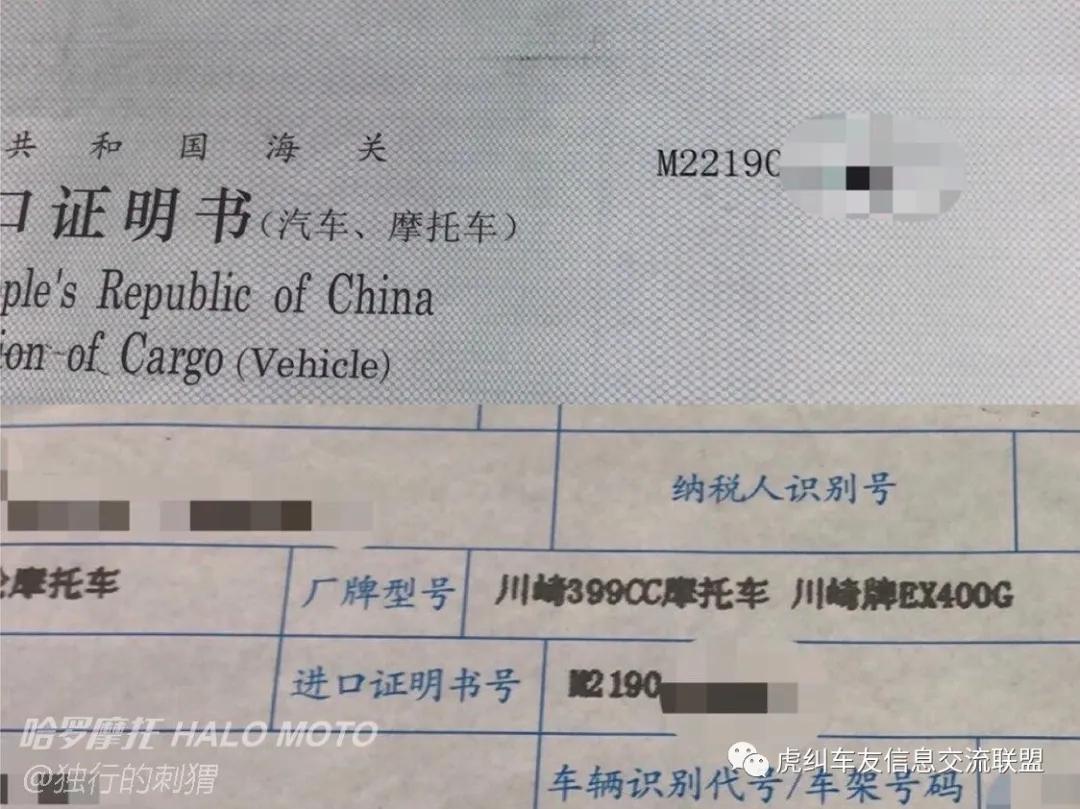 共和国海关
M22190
口证明书(汽车、摩托车)
ple's Republic of China
ion of Cargo (Vehicle)
纳税人识别号
摩托车
厂牌型号
川崎399CC摩托车 川崎牌EX400G
进口证明书号
M2190
哈罗摩托 HALO MOTO
@独行的刺猬
虎纠车友信息交流联盟
车辆识别代号/车架号码